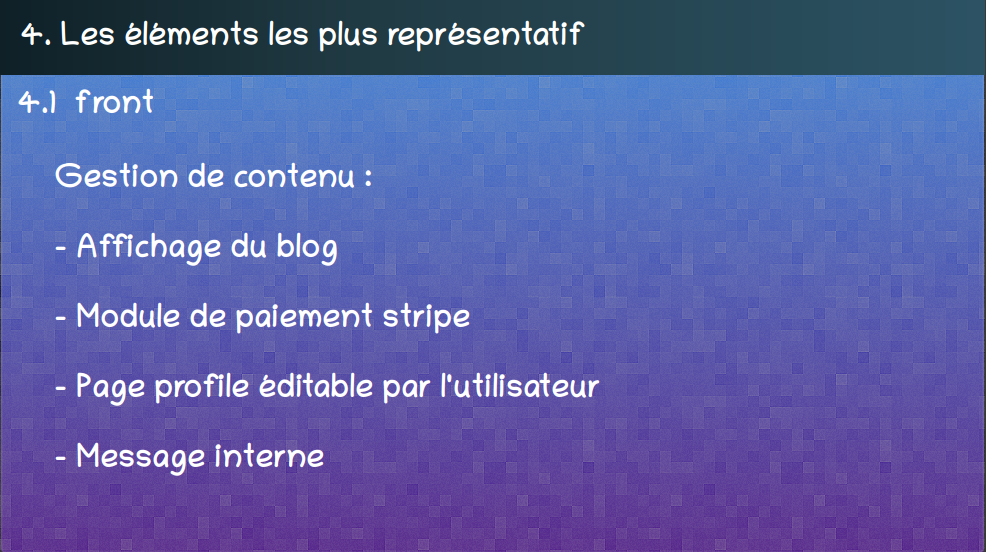 4. Les éléments les plus représentatif
4.1 front
Gestion de contenu :
- Affichage du blog
- Module de paiement stripe
- Page profile éditable par l'utilisateur
- Message interne